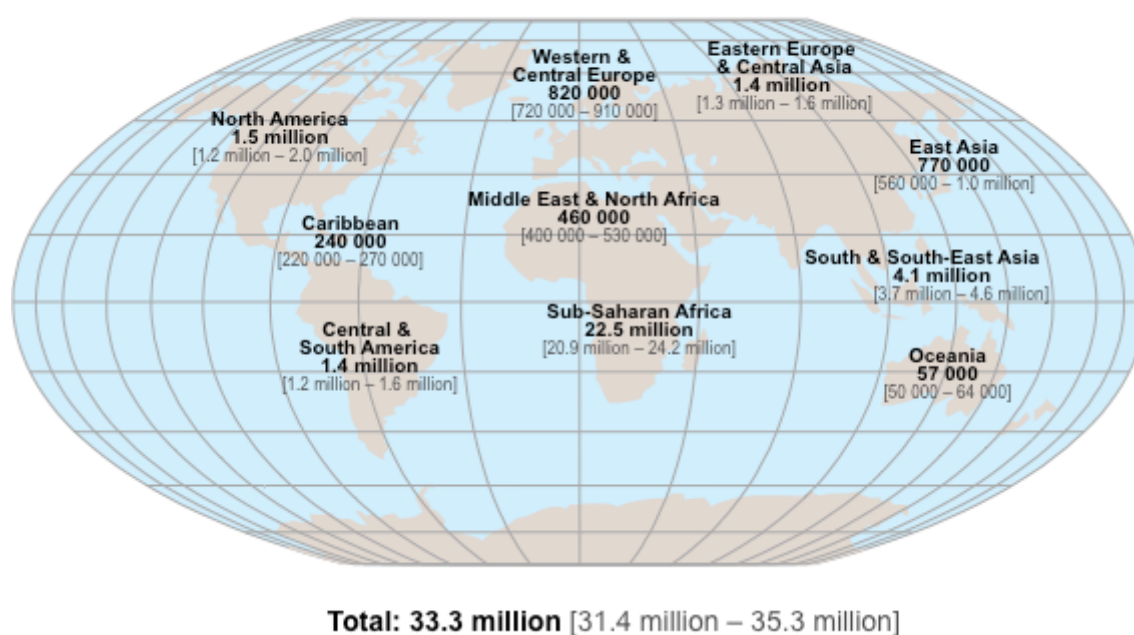 Western &
Central Europe
820 000
[720 000 – 910 000]
Eastern Europe
& Central Asia
1.4 million
[1.3 million – 1.6 million]
North America
1.5 million
[1.2 million – 2.0 million]
East Asia
770 000
[560 000 – 1.0 million]
Middle East & North Africa
460 000
[400 000 – 530 000]
Caribbean
240 000
[220 000 – 270 000]
South & South-East Asia
4.1 million
[3.7 million – 4.6 million]
Sub-Saharan Africa
22.5 million
[20.9 million – 24.2 million]
Central &
South America
1.4 million
[1.2 million – 1.6 million]
Oceania
57 000
[50 000 – 64 000]
Total: 33.3 million [31.4 million – 35.3 million]